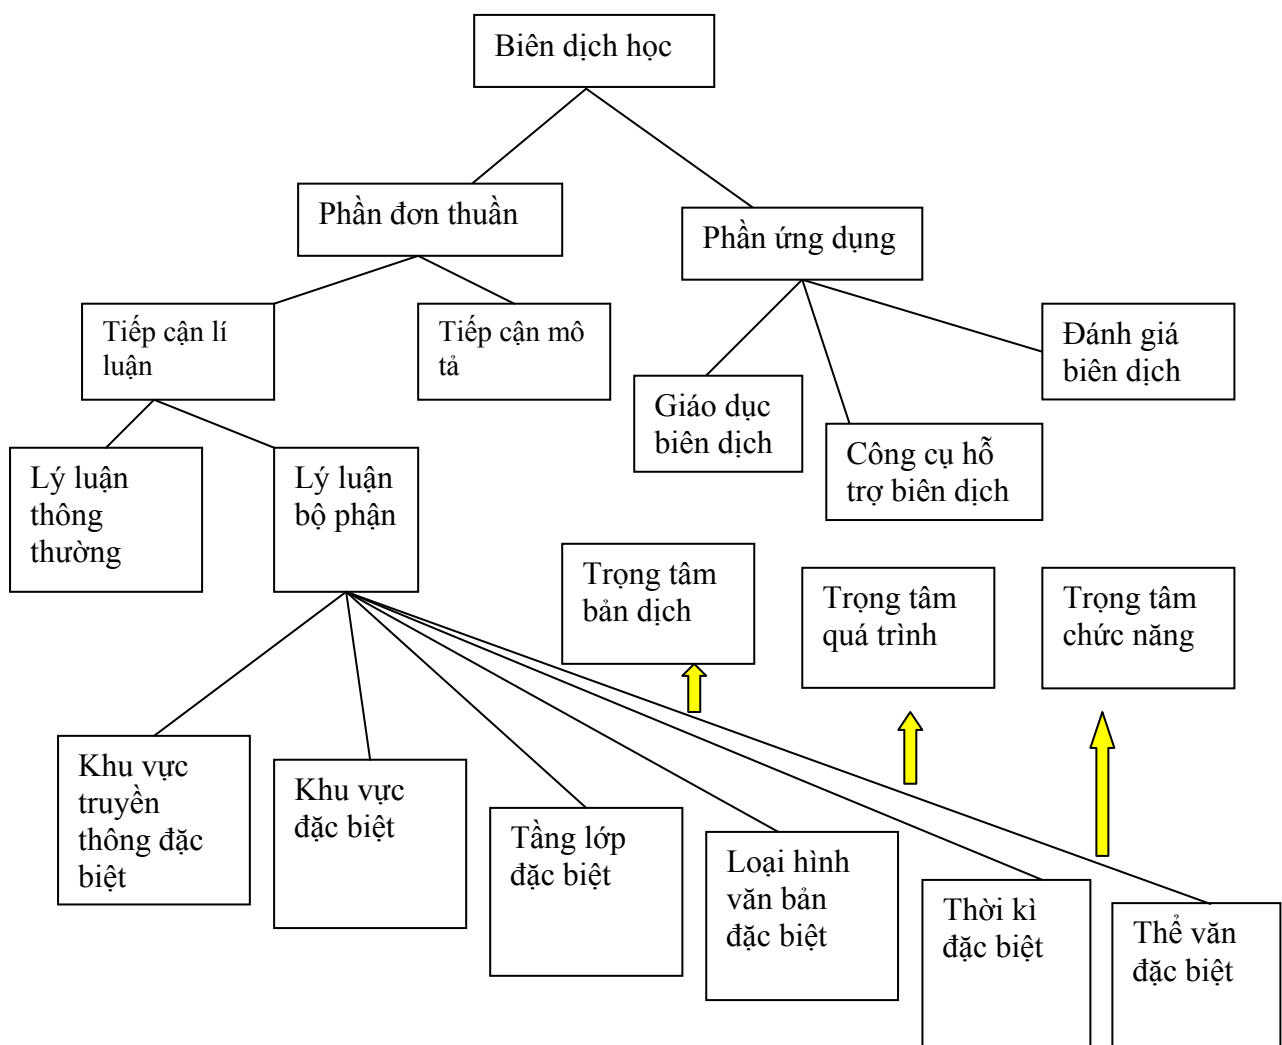 Biên dịch học
Phần đơn thuần
Phần ứng dụng
Tiếp cận lí
luận
Tiếp cận mô
tả
Đánh giá
biên dịch
Giáo dục
biên dịch
Công cụ hỗ
trợ biên dịch
Lý luận
thông
thường
Lý luận
bộ phận
Trọng tâm
bản dịch
Trọng tâm
quá trình
Trọng tâm
chức năng
Khu vực
truyền
thông đặc
biệt
Khu vực
đặc biệt
Tầng lớp
đặc biệt
Loại hình
văn bản
đặc biệt
Thời kì
đặc biệt
Thể văn
đặc biệt